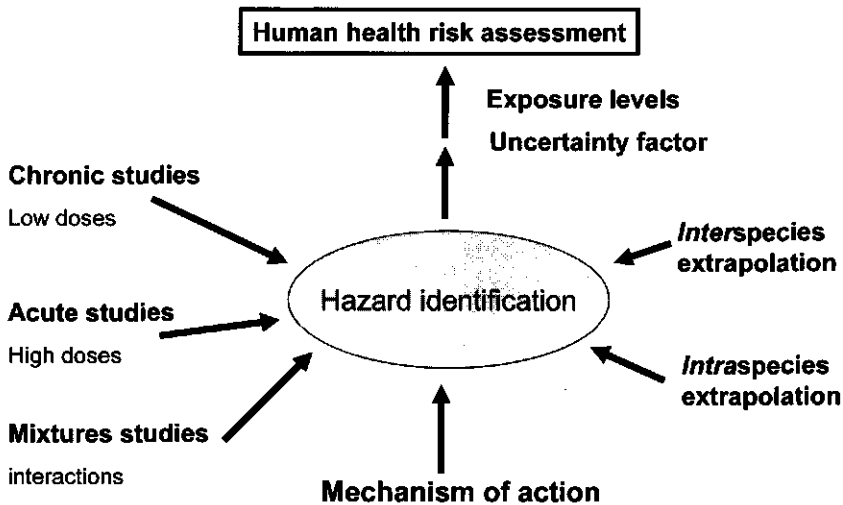 Human health risk assessment
Exposure levels
Uncertainty factor
Chronic studies
Low doses
Interspecies
extrapolation
Hazard identification
Acute studies
High doses
Intraspecies
extrapolation
Mixtures studies
interactions
Mechanism of action